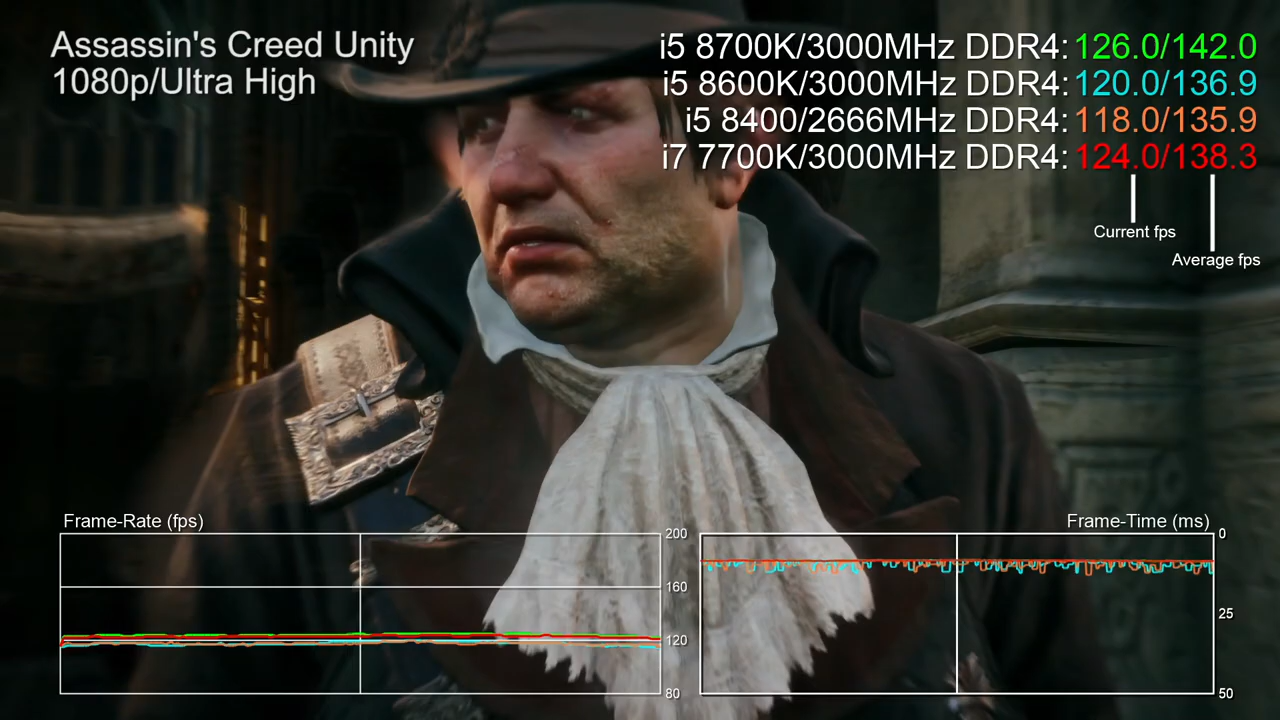 Assassin's Creed Unity
1080p/Ultra High
i5 8700K/3000MHz DDR4: 126.0/142.0
i5 8600K/3000MHz DDR4: 120.0/136.9
i5 8400/2666MHz DDR4: 118.0/135.9
i7 7700K/3000MHz DDR4: 124.0/138.3
Current fps
Average fps
Frame-Rate (fps)
200
160
120
80
Frame-Time (ms)
0
25
50